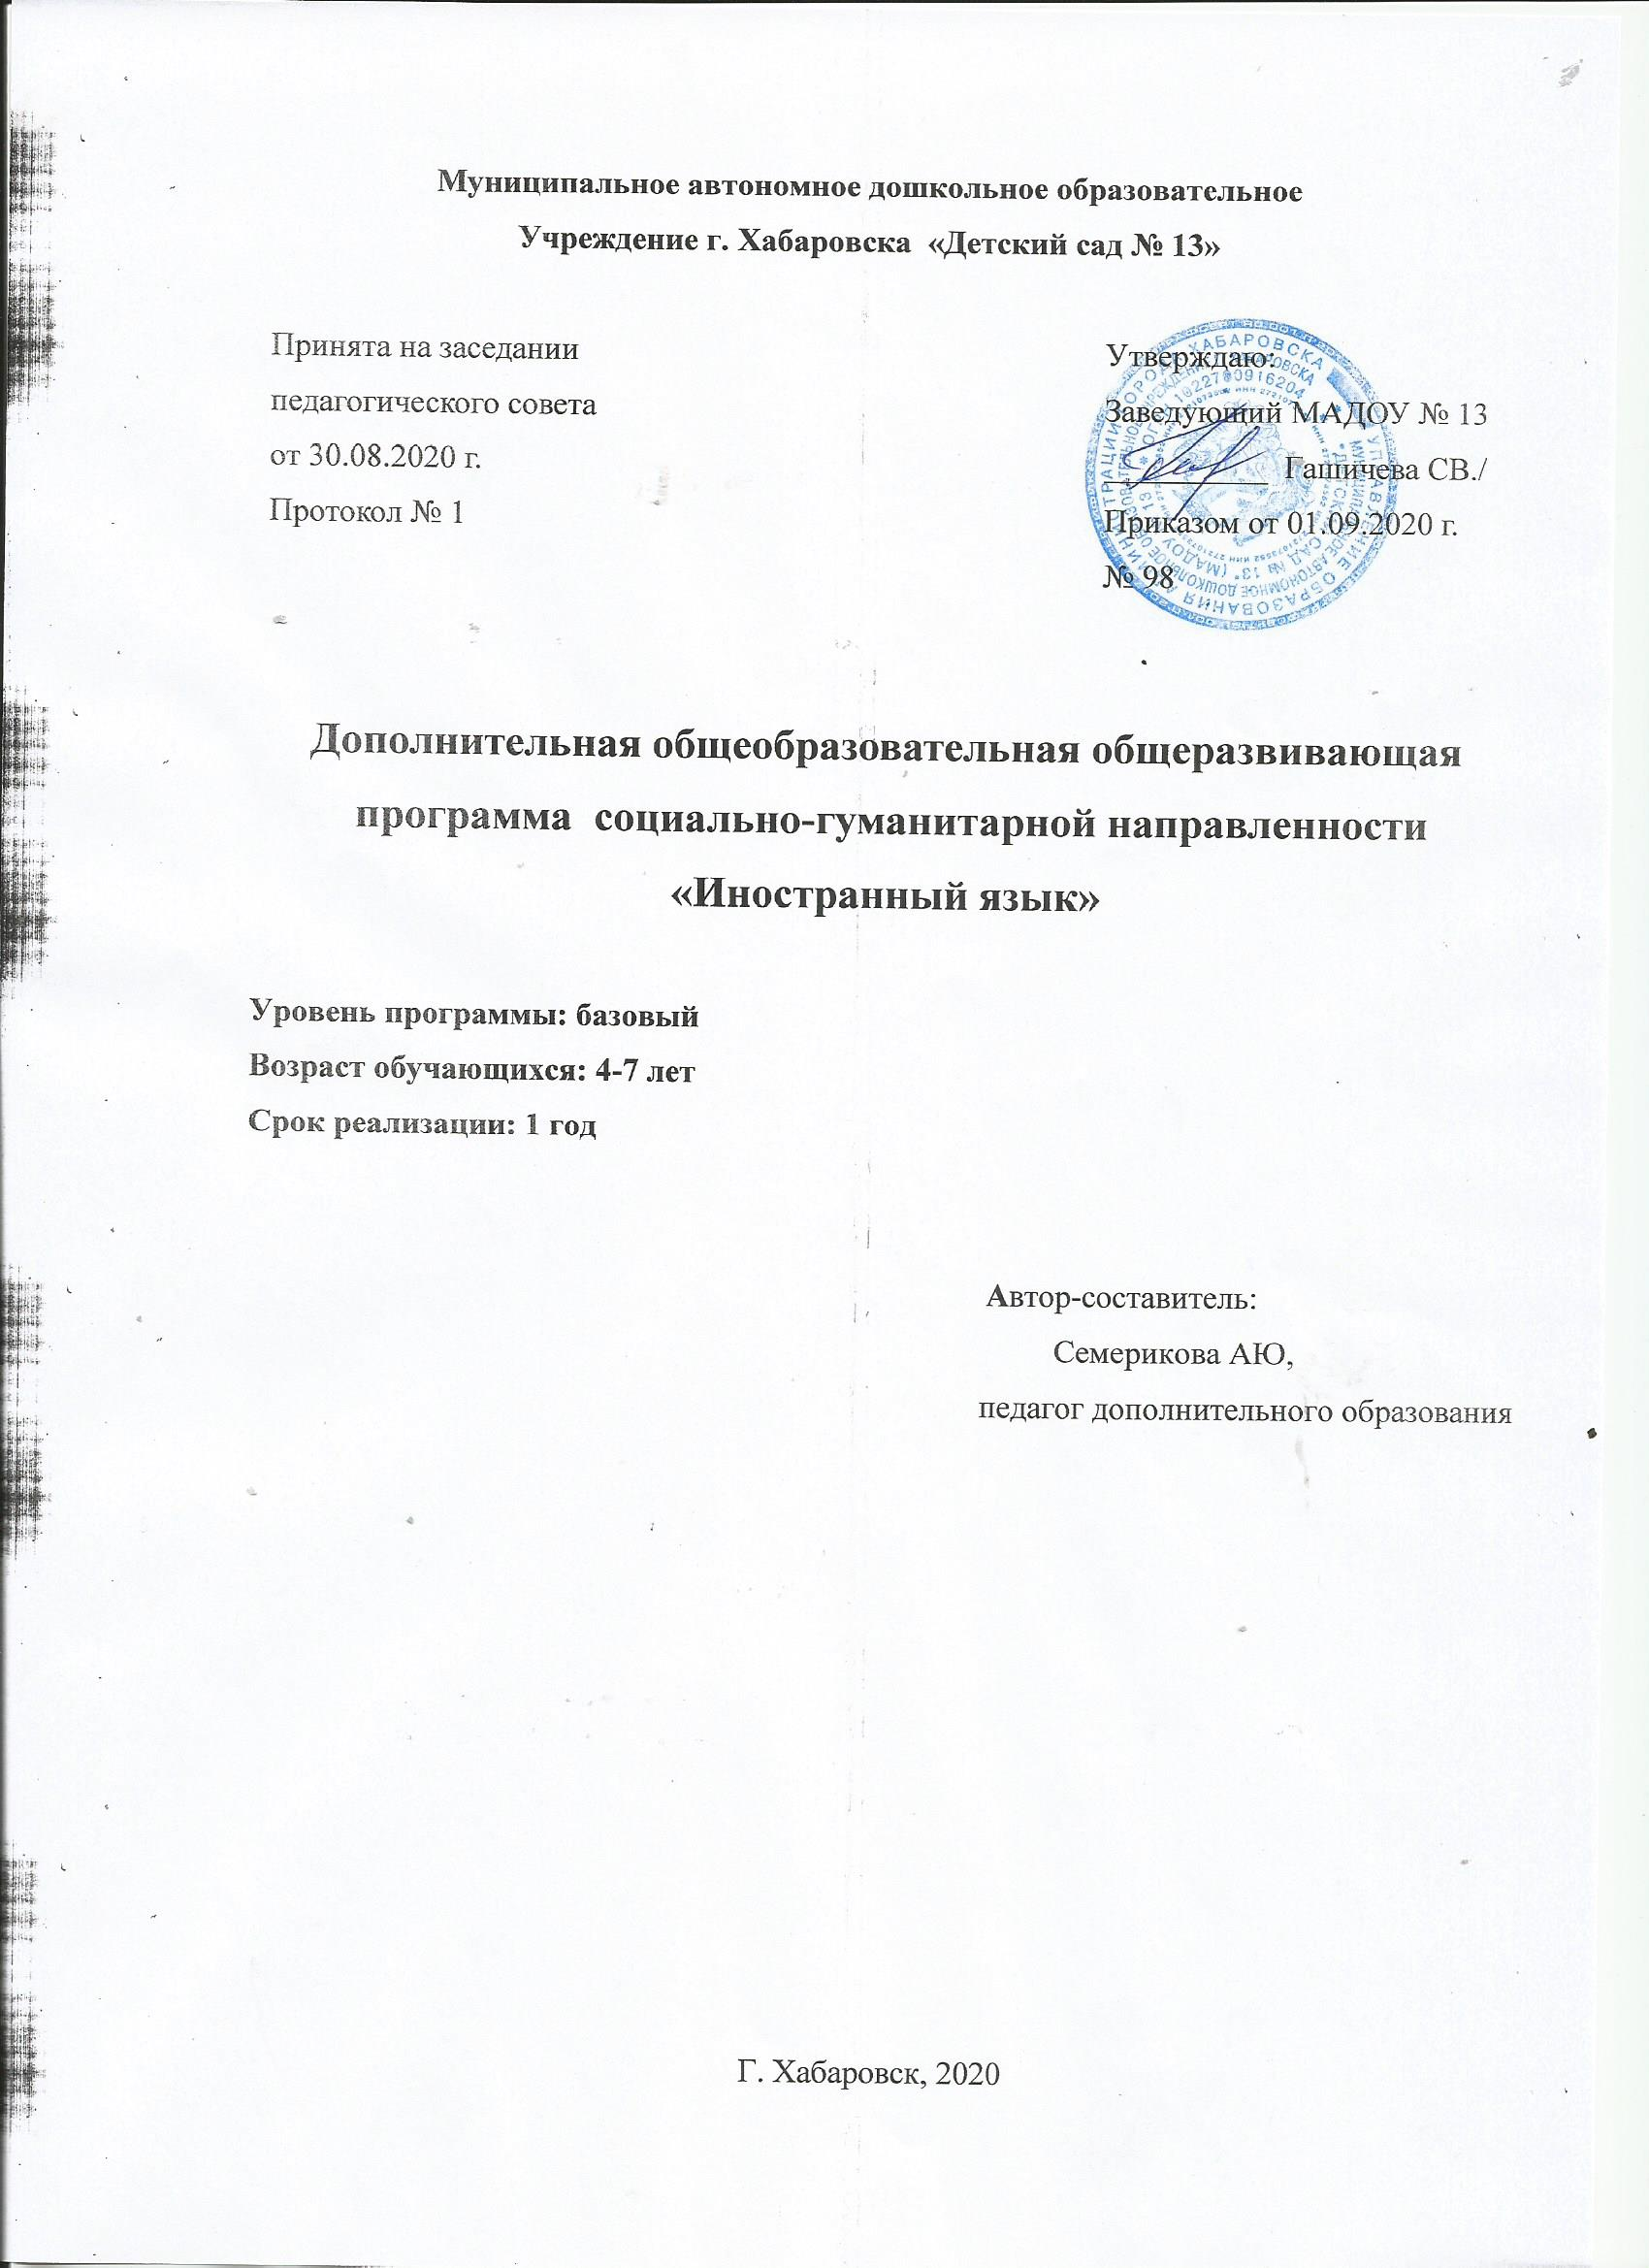 Муниципальное автономное дошкольное образовательное
Учреждение г. Хабаровска «Детский сад № 13»
Принята на заседании
педагогического совета
от 30.08.2020 г.
Протокол № 1
Утверждаю:
Заведующий МАДОУ № 13
Гашичева СВ./
Приказом от 01.09.2020 г.
№ 98
Дополнительная общеобразовательная общеразвивающая
программа социально-гуманитарной направленности
«Иностранный язык»
Уровень программы: базовый
Возраст обучающихся: 4-7 лет
Срок реализации: 1 год
Автор-составитель:
Семерикова АЮ,
педагог дополнительного образования
Г. Хабаровск, 2020